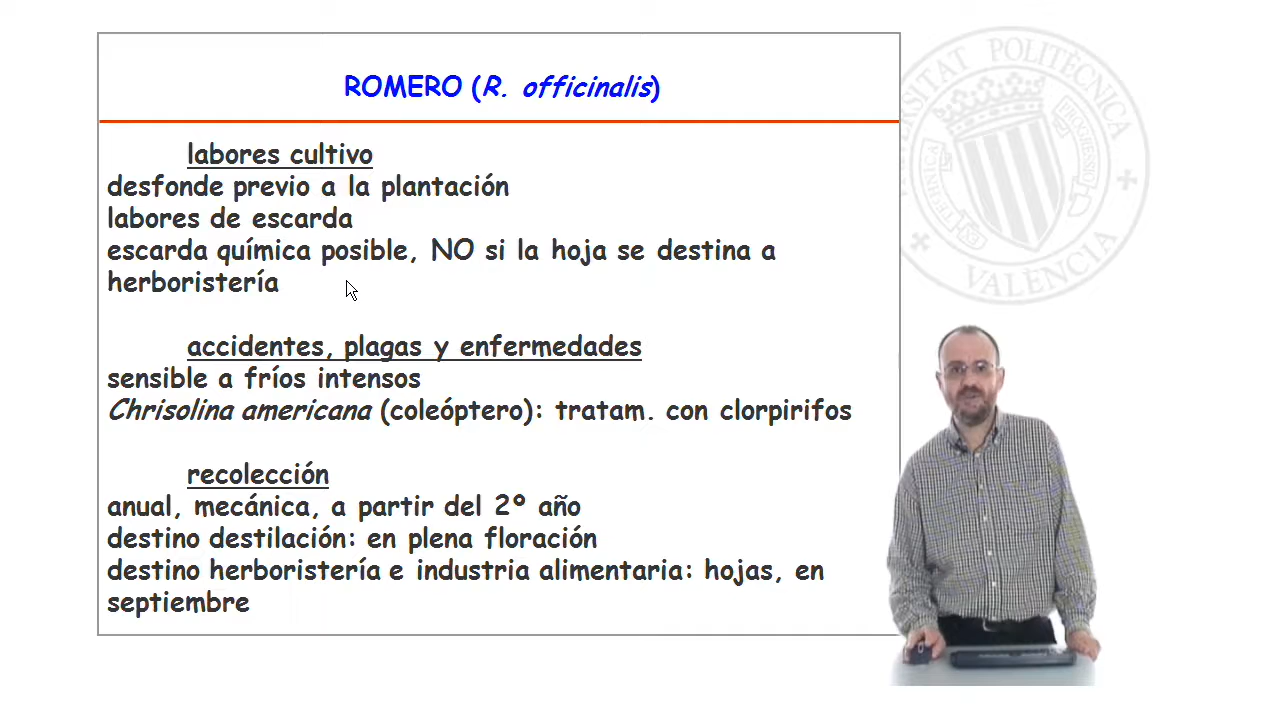 ROMERO (R. officinalis)
labores cultivo
desfonde previo a la plantación
labores de escarda
escarda química posible, NO si la hoja se destina a
herboristería
accidentes, plagas y enfermedades
sensible a fríos intensos
Chrisolina americana (coleóptero): tratam. con clorpirifos
recolección
anual, mecánica, a partir del 2º año
destino destilación: en plena floración
destino herboristería e industria alimentaria: hojas, en
septiembre
POLITÈCNICA
VALÈNCIA